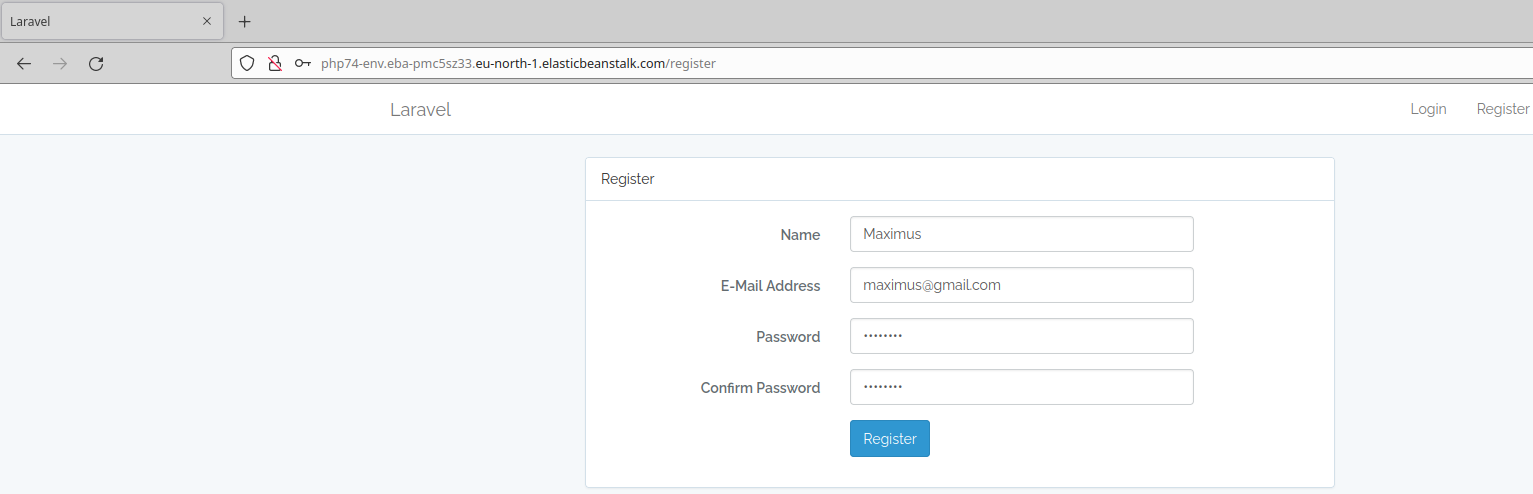 Laravel
php74-env.eba-pmc5sz33.eu-north-1.elasticbeanstalk.com/register
Laravel Login Register
Register
Name Maximus
E-Mail Address maximus@gmail.com
Password ••••••••
Confirm Password ••••••••
Register